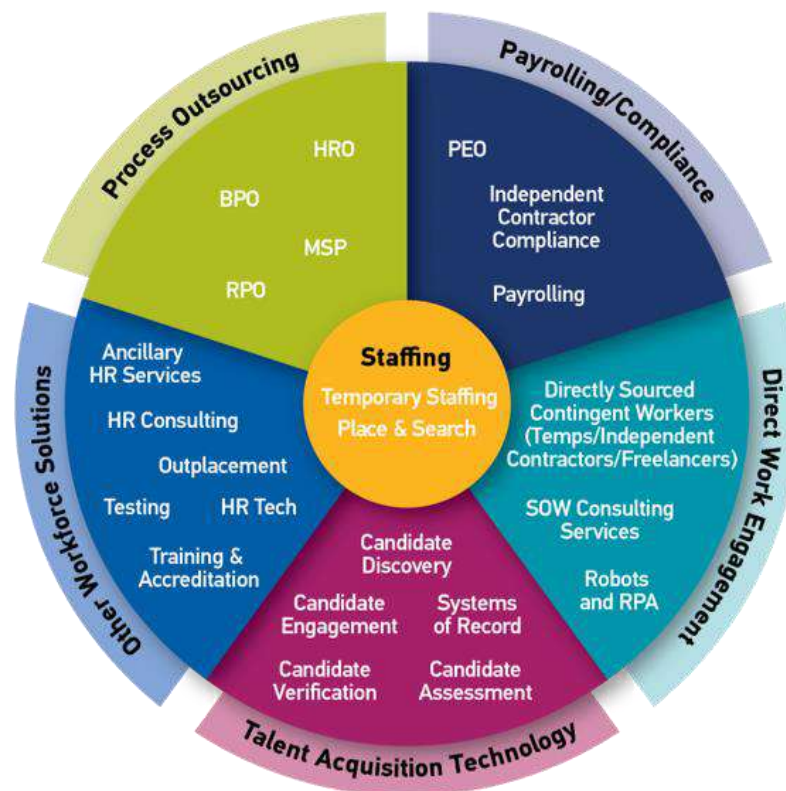 Process Outsourcing
HRO
BPO
MSP
RPO
Payrolling/Compliance
PEO
Independent
Contractor
Compliance
Payrolling
Direct Work Engagement
Directly Sourced
Contingent Workers
(Temps/Independent
Contractors/Freelancers)
SOW Consulting
Services
Robots
and RPA
Talent Acquisition Technology
Candidate
Discovery
Candidate
Engagement
Systems
of Record
Candidate
Verification
Candidate
Assessment
Other Workforce Solutions
Ancillary
HR Services
HR Consulting
Outplacement
Testing
HR Tech
Training &
Accreditation
Staffing
Temporary Staffing
Place & Search